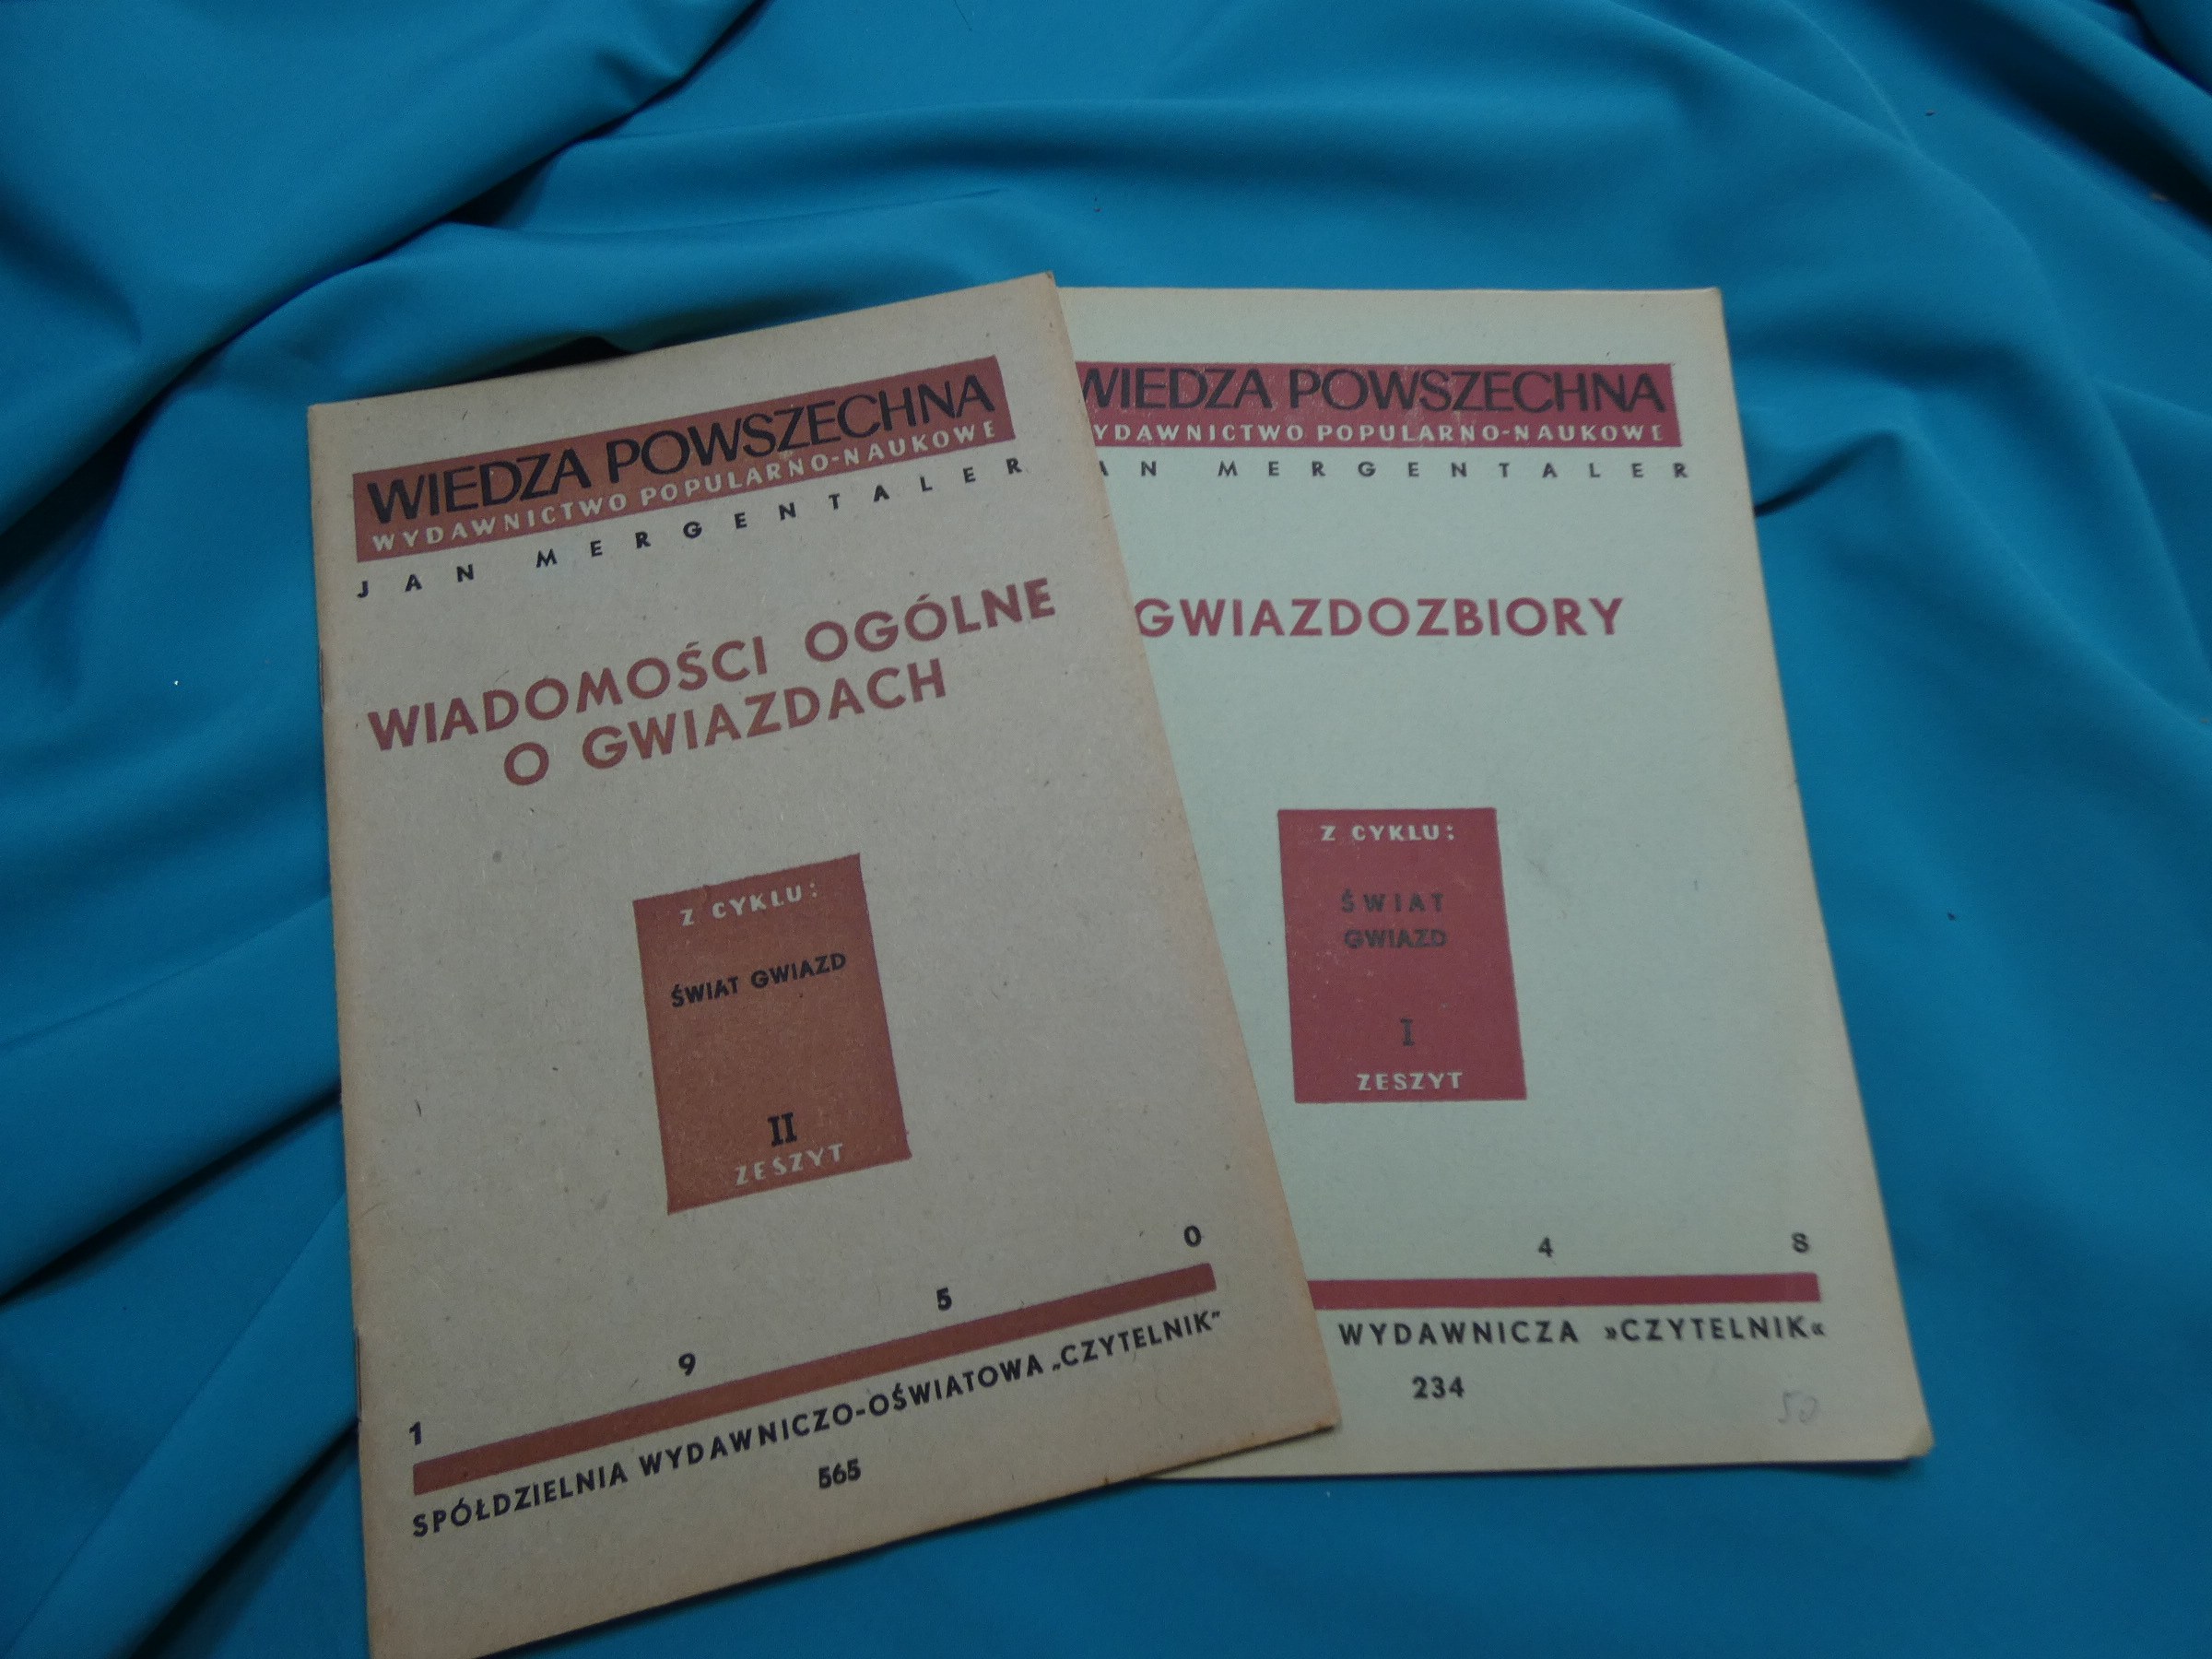 WIEDZA POWSZECHNA
WYDAWNICTWO POPULARNO-NAUKOWE
JAN MERGENTALER
WIADOMOŚCI OGÓLNE
O GWIAZDACH
Z CYKLU:
ŚWIAT GWIAZD
II
ZESZYT
1 9 5 0
SPÓŁDZIELNIA WYDAWNICZO-OŚWIATOWA „CZYTELNIK"
565
WIEDZA POWSZECHNA
WYDAWNICTWO POPULARNO-NAUKOWE
AN MERGENTALER
GWIAZDOZBIORY
Z CYKLU:
ŚWIAT
GWIAZD
I
ZESZYT
4 8
WYDAWNICZA »CZYTELNIK«
234
50